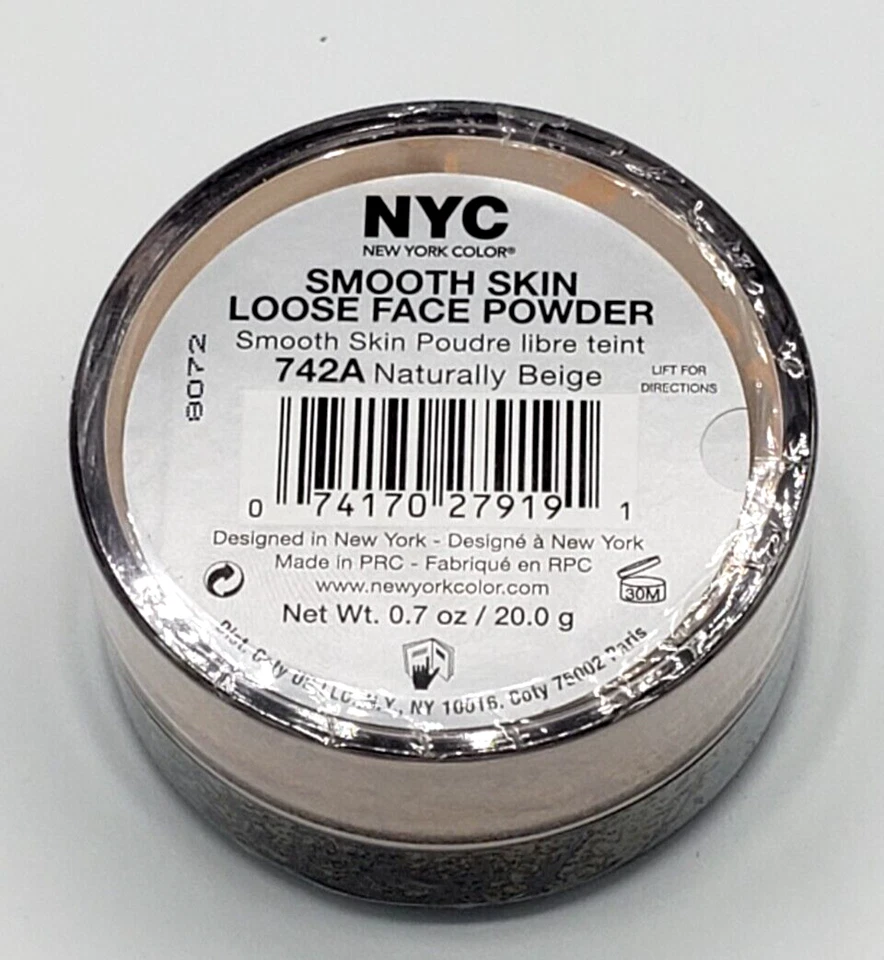 NYC
NEW YORK COLOR®
SMOOTH SKIN
LOOSE FACE POWDER
Smooth Skin Poudre libre teint
742A Naturally Beige
8072
LIFT FOR
DIRECTIONS
0 74170 27919 1
Designed in New York - Designé à New York
Made in PRC - Fabriqué en RPC
www.newyorkcolor.com
30M
Net Wt. 0.7 oz / 20.0 g
Dist. Coty N.Y., NY 10016. Coty 75002 Paris